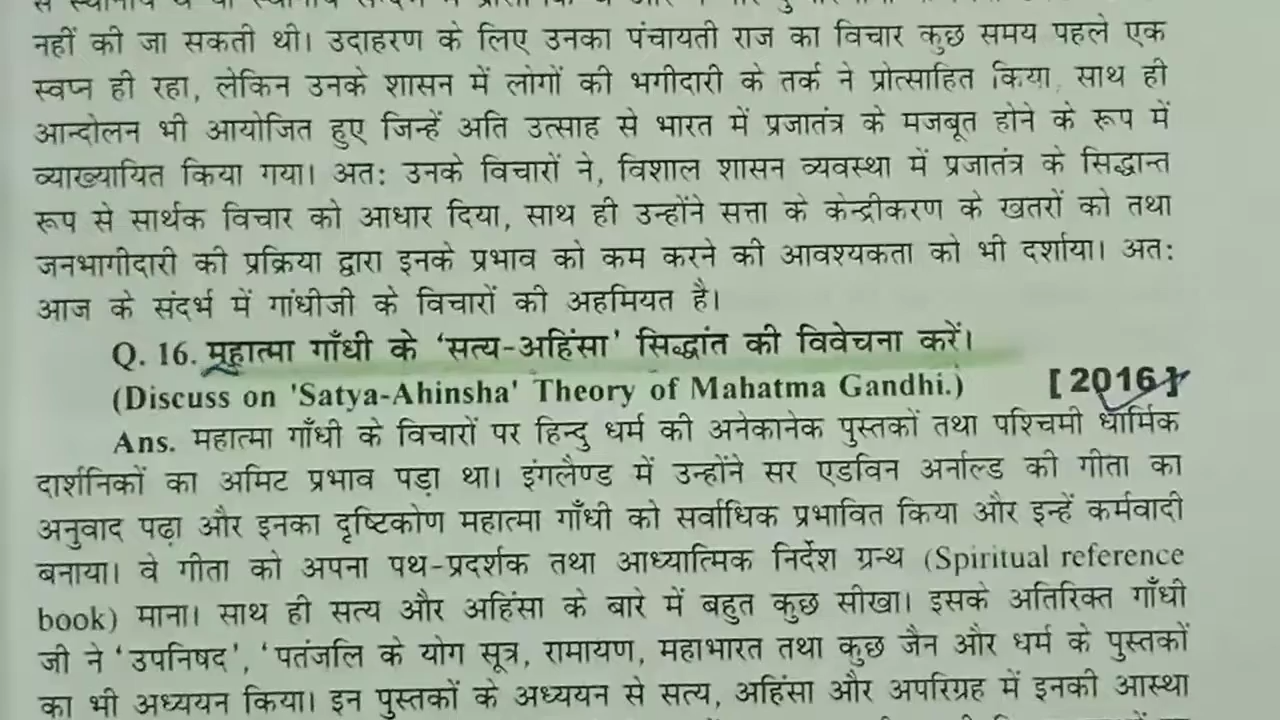 नहीं की जा सकती थी। उदाहरण के लिए उनका पंचायती राज का विचार कुछ समय पहले एक
स्वप्न ही रहा, लेकिन उनके शासन में लोगों की भगीदारी के तर्क ने प्रोत्साहित किया, साथ ही
आन्दोलन भी आयोजित हुए जिन्हें अति उत्साह से भारत में प्रजातंत्र के मजबूत होने के रूप में
व्याख्यायित किया गया। अतः उनके विचारों ने, विशाल शासन व्यवस्था में प्रजातंत्र के सिद्धान्त
रूप से सार्थक विचार को आधार दिया, साथ ही उन्होंने सत्ता के केन्द्रीकरण के खतरों को तथा
जनभागीदारी की प्रक्रिया द्वारा इनके प्रभाव को कम करने की आवश्यकता को भी दर्शाया। अतः
आज के संदर्भ में गांधीजी के विचारों की अहमियत है।
Q. 16. महात्मा गाँधी के ‘सत्य-अहिंसा’ सिद्धांत की विवेचना करें।
(Discuss on 'Satya-Ahinsha' Theory of Mahatma Gandhi.) [2016]
Ans. महात्मा गाँधी के विचारों पर हिन्दु धर्म की अनेकानेक पुस्तकों तथा पश्चिमी धार्मिक
दार्शनिकों का अमिट प्रभाव पड़ा था। इंगलैण्ड में उन्होंने सर एडविन अर्नाल्ड की गीता का
अनुवाद पढ़ा और इनका दृष्टिकोण महात्मा गाँधी को सर्वाधिक प्रभावित किया और इन्हें कर्मवादी
बनाया। वे गीता को अपना पथ-प्रदर्शक तथा आध्यात्मिक निर्देश ग्रन्थ (Spiritual reference
book) माना। साथ ही सत्य और अहिंसा के बारे में बहुत कुछ सीखा। इसके अतिरिक्त गाँधी
जी ने ‘उपनिषद’, ‘पतंजलि के योग सूत्र, रामायण, महाभारत तथा कुछ जैन और धर्म के पुस्तकों
का भी अध्ययन किया। इन पुस्तकों के अध्ययन से सत्य, अहिंसा और अपरिग्रह में इनकी आस्था